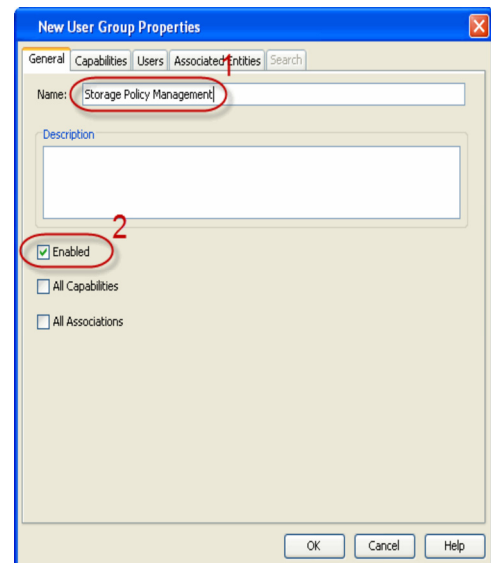 New User Group Properties
General Capabilities Users Associated Entities Search
1
Name: Storage Policy Management
Description
2
Enabled
All Capabilities
All Associations
OK Cancel Help